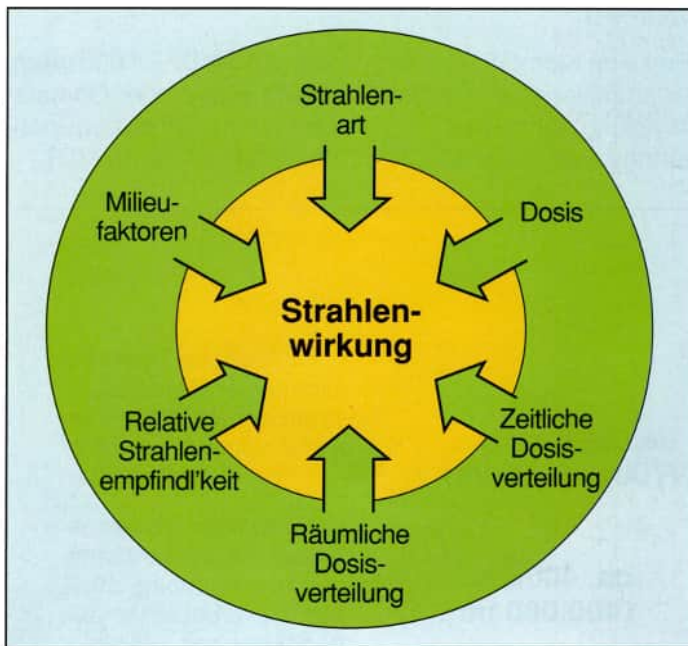 Strahlen-
art
Milieu-
faktoren
Dosis
Strahlen-
wirkung
Relative
Strahlen-
empfindl'keit
Zeitliche
Dosis-
verteilung
Räumliche
Dosis-
verteilung